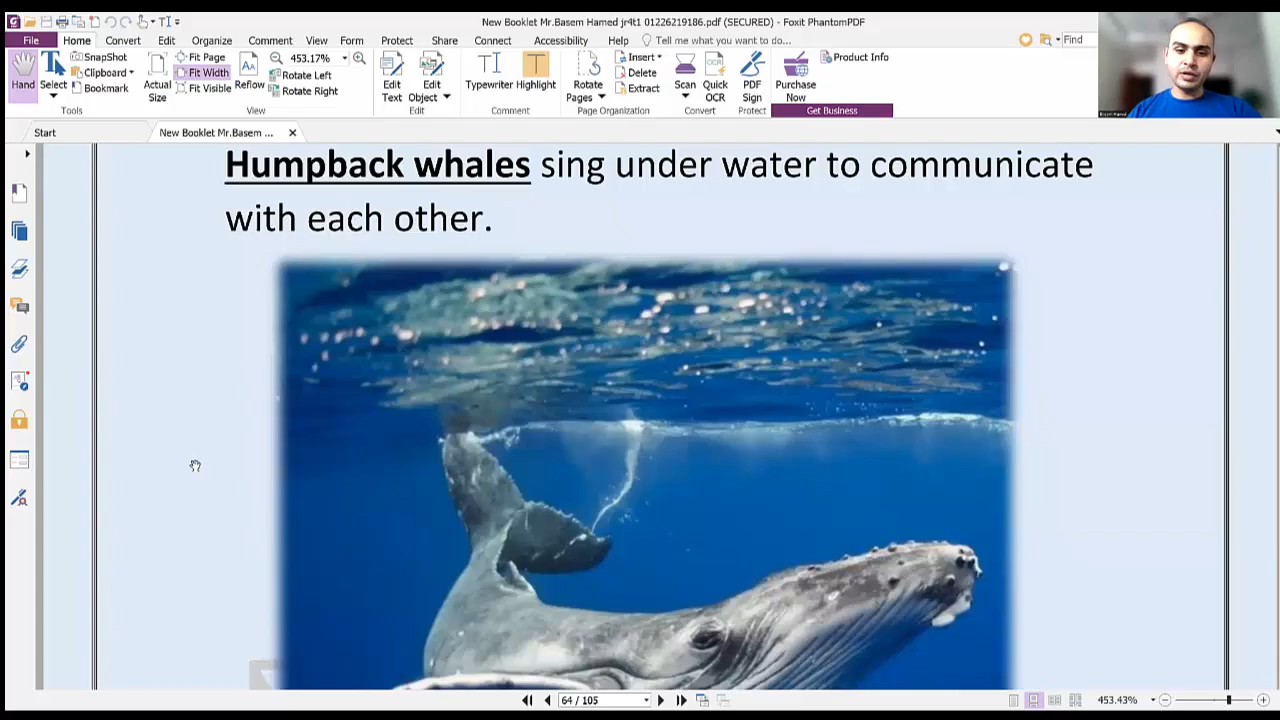 New Booklet Mr.Basem Hamed jr4t1 01226219186.pdf (SECURED) - Foxit PhantomPDF
File Home Convert Edit Organize Comment View Form Protect Share Connect Accessibility Help Tell me what you want to do... Find
Hand
Select
SnapShot
Clipboard
Bookmark
Tools
Actual Size
Fit Page
Fit Width
Fit Visible
Reflow
453.17%
Rotate Left
Rotate Right
View
Edit Text
Edit Object
Edit
Typewriter
Highlight
Comment
Rotate Pages
Insert
Delete
Extract
Page Organization
Scan
Quick OCR
Convert
PDF Sign
Protect
Purchase Now
Product Info
Get Business
Start
New Booklet Mr.Basem ...
Humpback whales sing under water to communicate
with each other.
64 / 105
453.43%